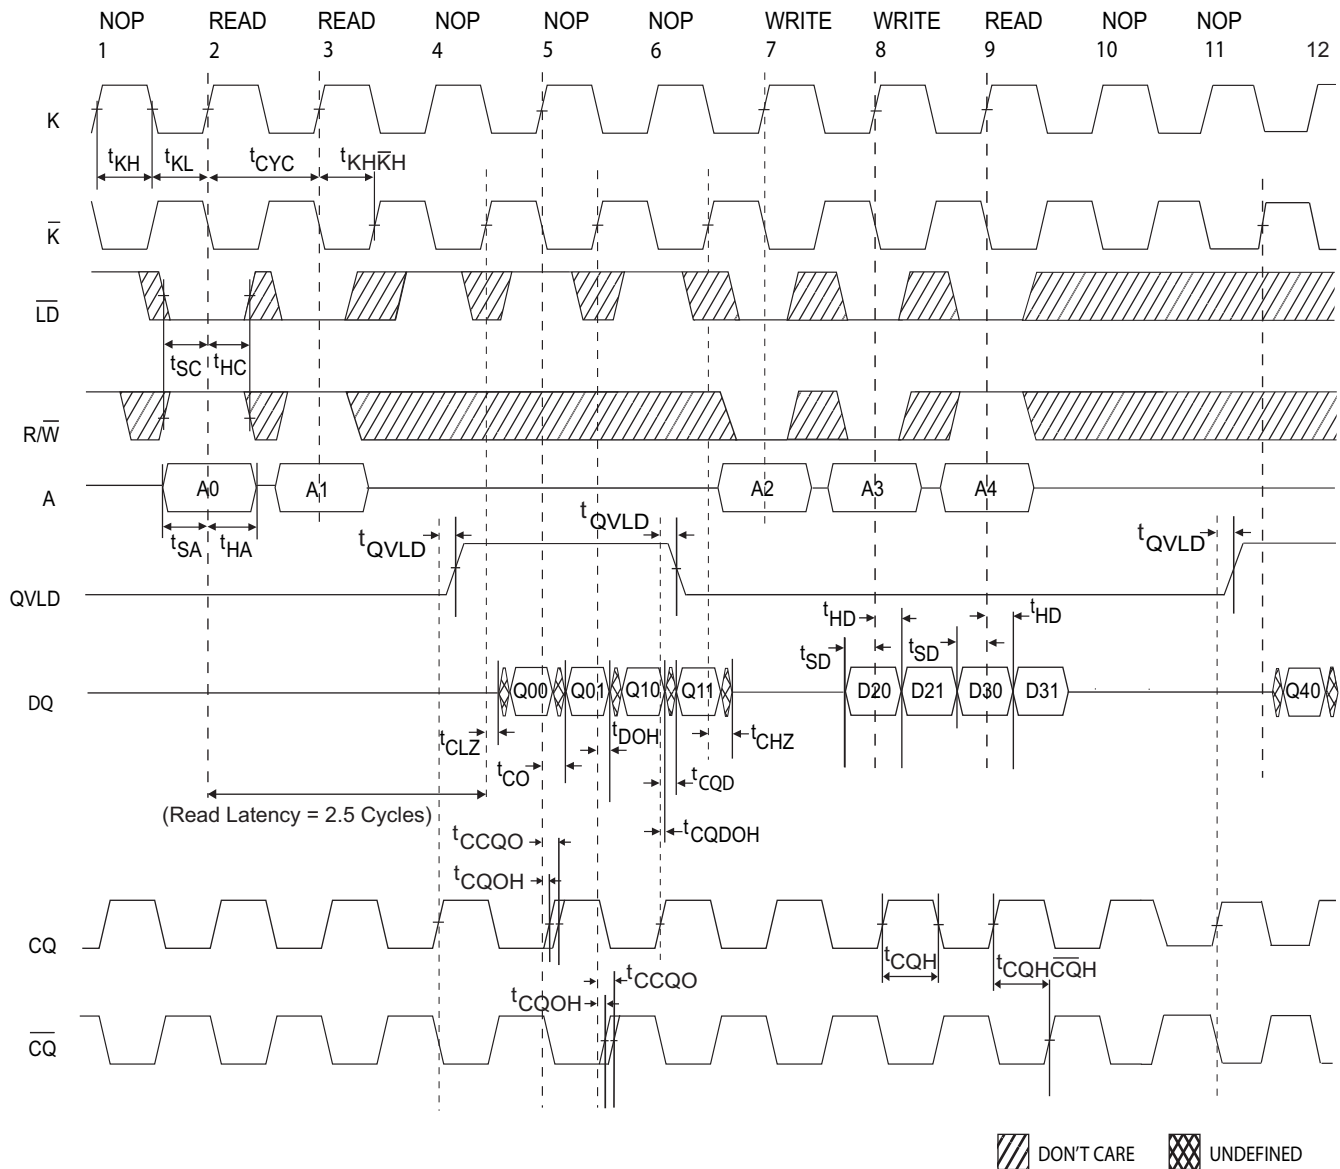 NOP READ READ NOP NOP NOP WRITE WRITE READ NOP NOP
1 2 3 4 5 6 7 8 9 10 11 12
K
tKH tKL tCYC tKHK̅H
K̅
L̅D̅
tSC tHC
R/W̅
A A0 A1 A2 A3 A4
tSA tHA tQVLD tQVLD tQVLD
QVLD
tHD tHD
tSD tSD
DQ Q00 Q01 Q10 Q11 D20 D21 D30 D31 Q40
tCLZ tDOH tCHZ
tCO tCQD
(Read Latency = 2.5 Cycles)
tCCQO tCQDOH
tCQOH
CQ
tCQH tCQHC̅Q̅H
tCCQO
tCQOH
C̅Q̅
DON'T CARE UNDEFINED